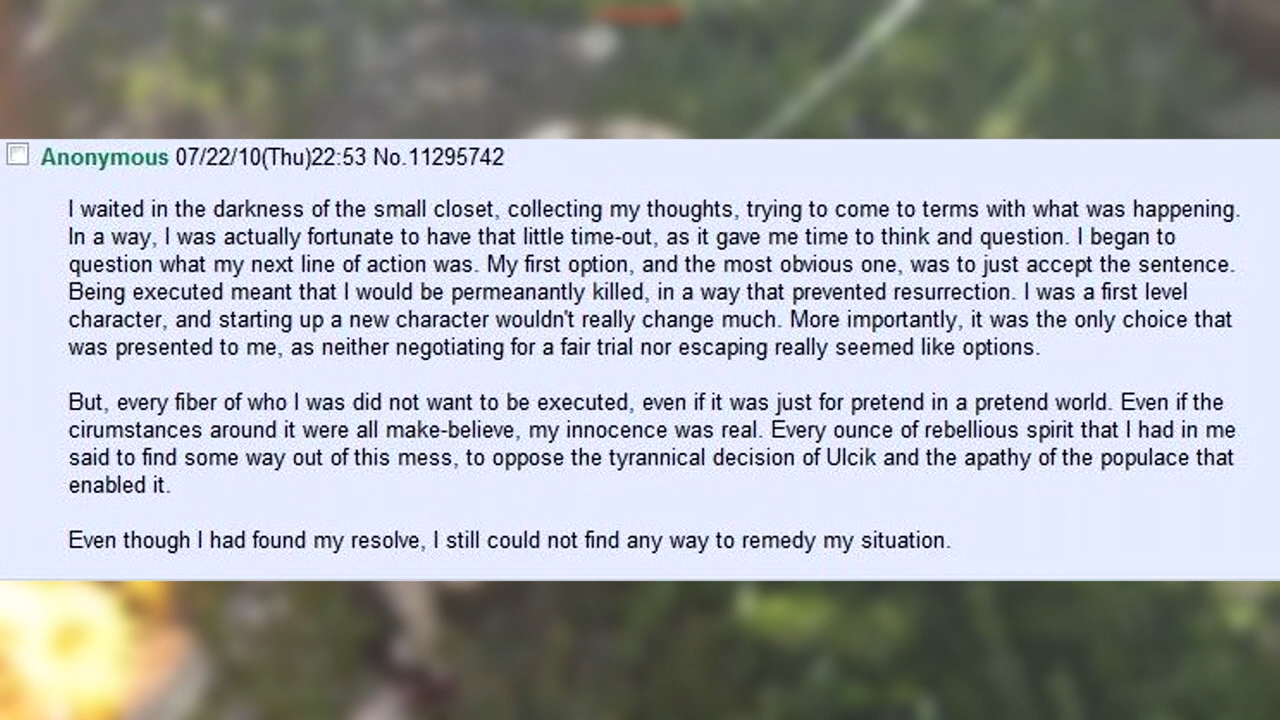 Anonymous 07/22/10(Thu)22:53 No.11295742
I waited in the darkness of the small closet, collecting my thoughts, trying to come to terms with what was happening.
In a way, I was actually fortunate to have that little time-out, as it gave me time to think and question. I began to
question what my next line of action was. My first option, and the most obvious one, was to just accept the sentence.
Being executed meant that I would be permeanantly killed, in a way that prevented resurrection. I was a first level
character, and starting up a new character wouldn't really change much. More importantly, it was the only choice that
was presented to me, as neither negotiating for a fair trial nor escaping really seemed like options.
But, every fiber of who I was did not want to be executed, even if it was just for pretend in a pretend world. Even if the
cirumstances around it were all make-believe, my innocence was real. Every ounce of rebellious spirit that I had in me
said to find some way out of this mess, to oppose the tyrannical decision of Ulcik and the apathy of the populace that
enabled it.
Even though I had found my resolve, I still could not find any way to remedy my situation.